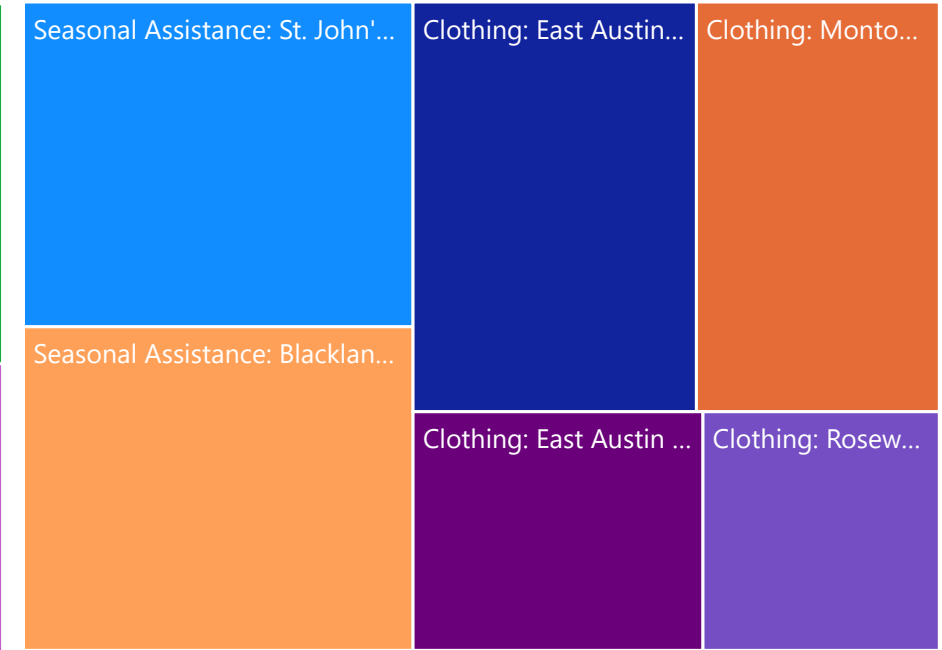 Seasonal Assistance: St. John'...
Clothing: East Austin...
Clothing: Monto...
Seasonal Assistance: Blacklan...
Clothing: East Austin ...
Clothing: Rosew...